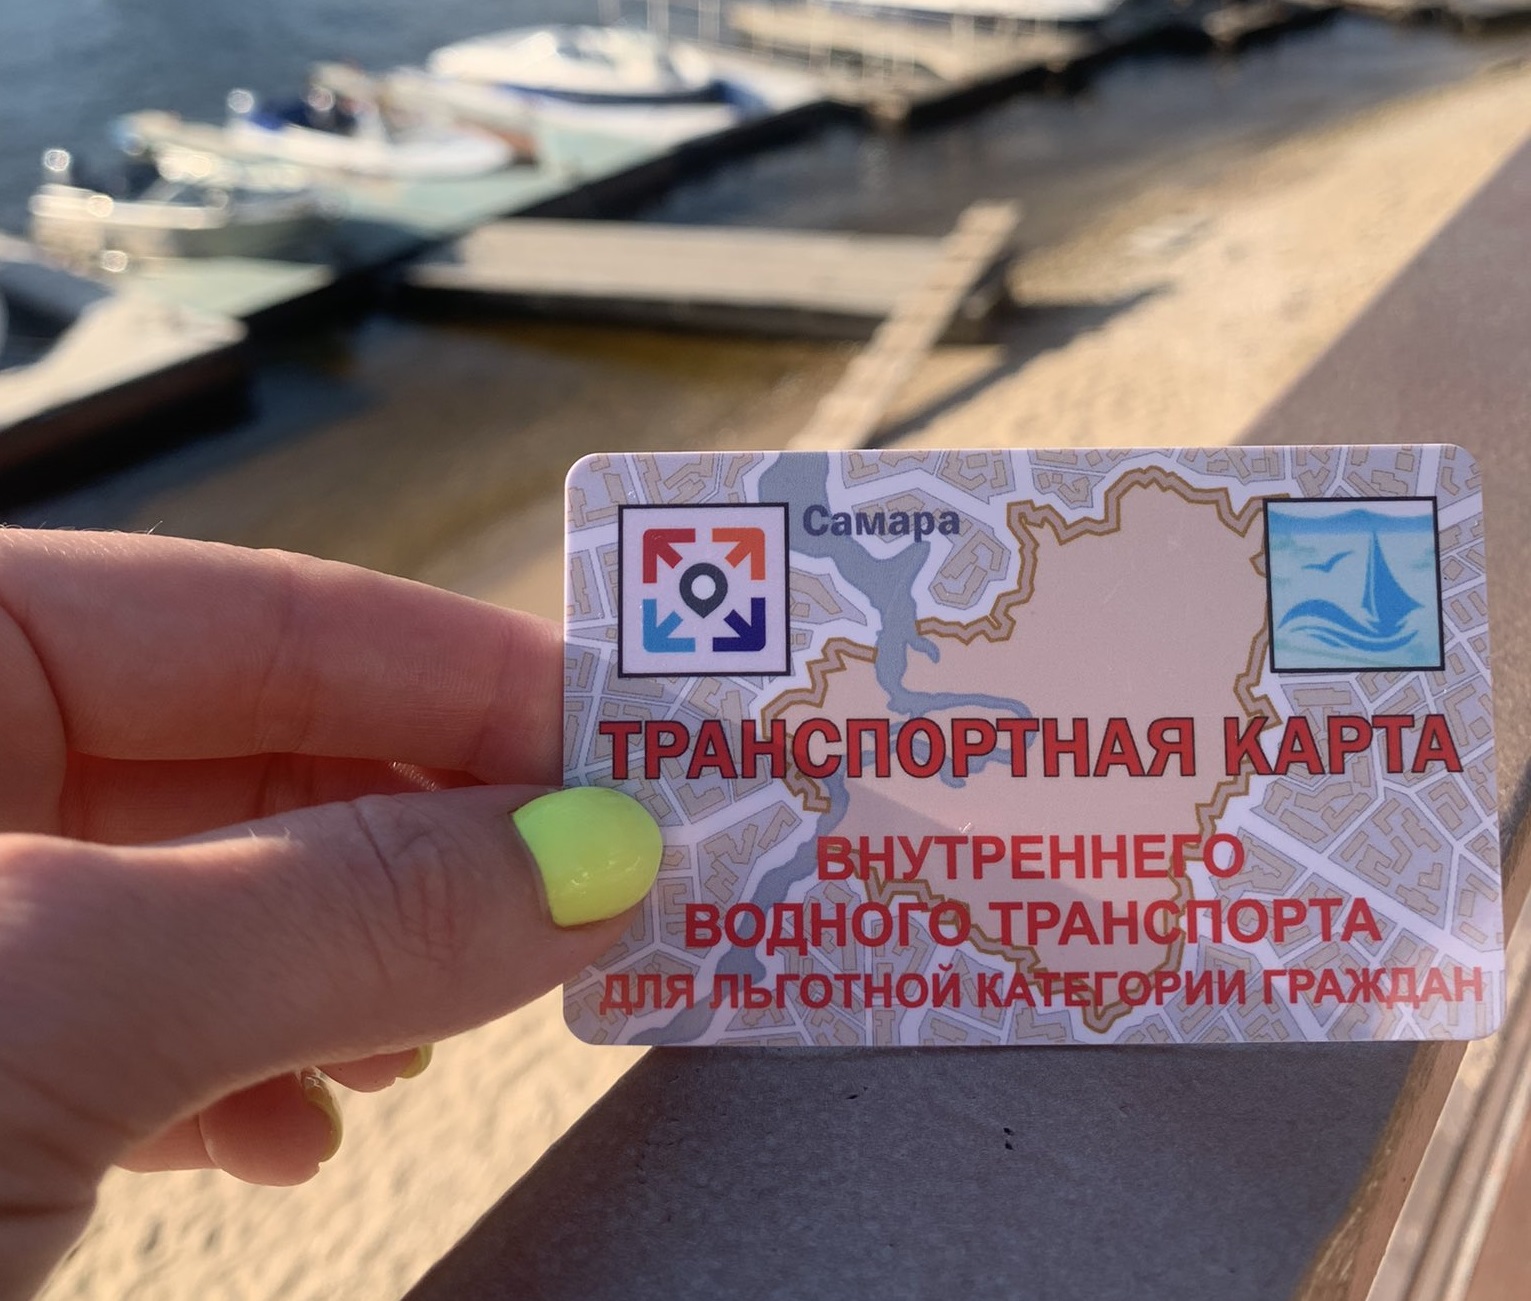 Самара
ТРАНСПОРТНАЯ КАРТА
ВНУТРЕННЕГО
ВОДНОГО ТРАНСПОРТА
ДЛЯ ЛЬГОТНОЙ КАТЕГОРИИ ГРАЖДАН